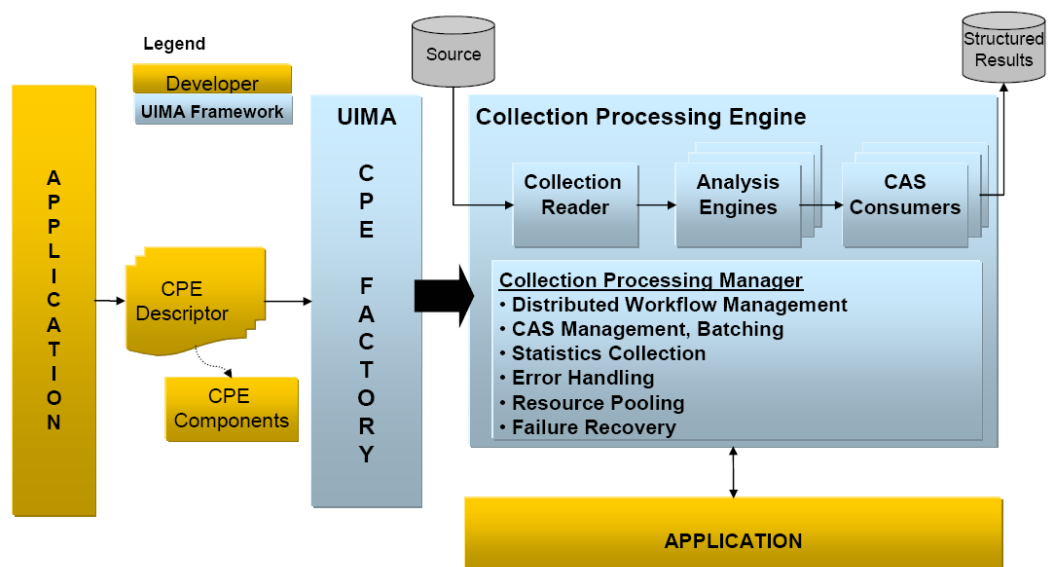 Legend
Developer
UIMA Framework
A
P
P
L
I
C
A
T
I
O
N
CPE
Descriptor
CPE
Components
UIMA
C
P
E
F
A
C
T
O
R
Y
Source
Structured
Results
Collection Processing Engine
Collection
Reader
Analysis
Engines
CAS
Consumers
Collection Processing Manager
• Distributed Workflow Management
• CAS Management, Batching
• Statistics Collection
• Error Handling
• Resource Pooling
• Failure Recovery
APPLICATION